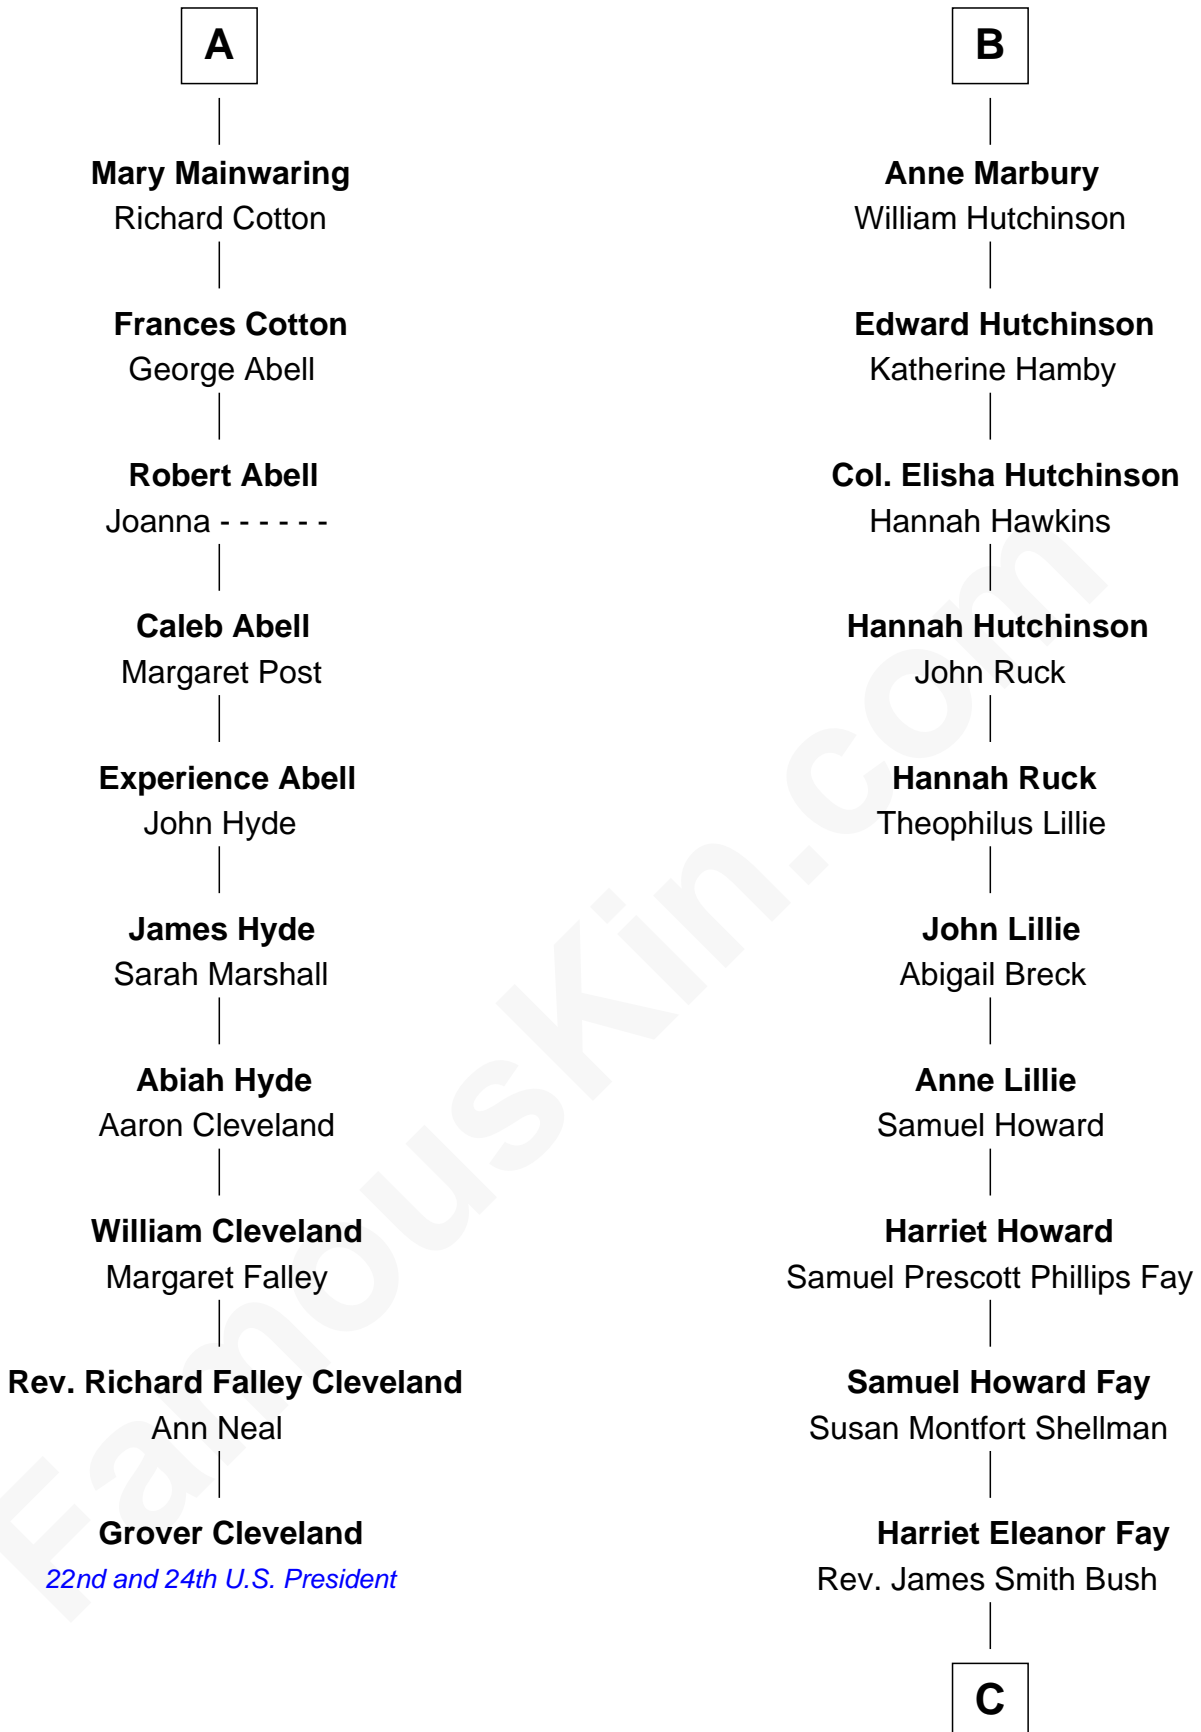 A
Mary Mainwaring
Richard Cotton
Frances Cotton
George Abell
Robert Abell
Joanna - - - - - -
Caleb Abell
Margaret Post
Experience Abell
John Hyde
James Hyde
Sarah Marshall
Abiah Hyde
Aaron Cleveland
William Cleveland
Margaret Falley
Rev. Richard Falley Cleveland
Ann Neal
Grover Cleveland
22nd and 24th U.S. President
B
Anne Marbury
William Hutchinson
Edward Hutchinson
Katherine Hamby
Col. Elisha Hutchinson
Hannah Hawkins
Hannah Hutchinson
John Ruck
Hannah Ruck
Theophilus Lillie
John Lillie
Abigail Breck
Anne Lillie
Samuel Howard
Harriet Howard
Samuel Prescott Phillips Fay
Samuel Howard Fay
Susan Montfort Shellman
Harriet Eleanor Fay
Rev. James Smith Bush
C
FamousKin.com